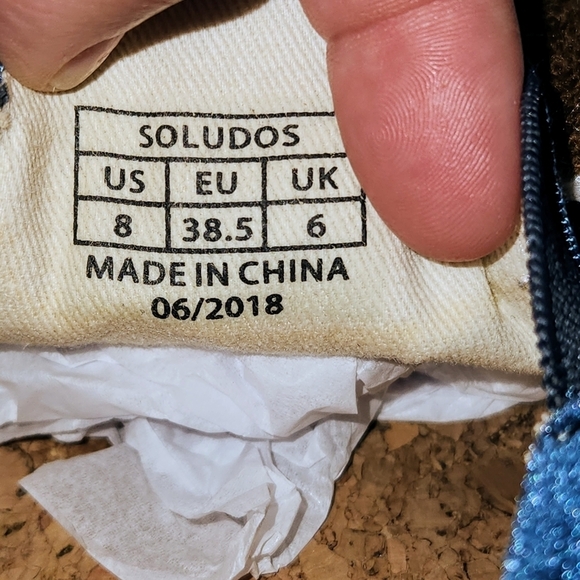 SOLUDOS
US EU UK
8 38.5 6
MADE IN CHINA
06/2018